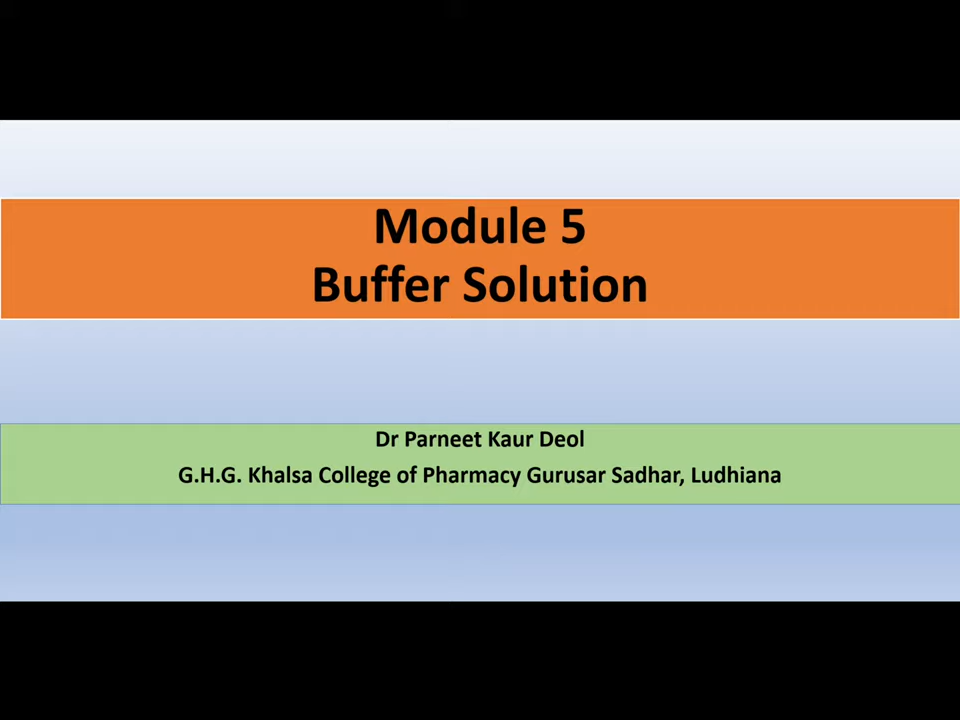 Module 5
Buffer Solution
Dr Parneet Kaur Deol
G.H.G. Khalsa College of Pharmacy Gurusar Sadhar, Ludhiana